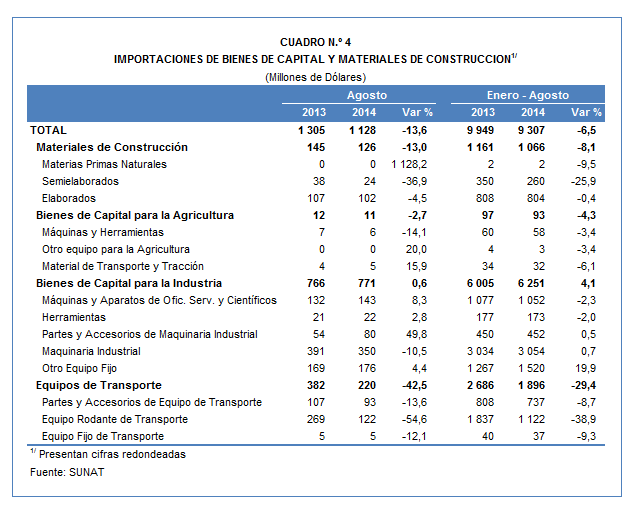 CUADRO N.º 4
IMPORTACIONES DE BIENES DE CAPITAL Y MATERIALES DE CONSTRUCCION1/
(Millones de Dólares)
Agosto Enero - Agosto
2013 2014 Var % 2013 2014 Var %
TOTAL 1 305 1 128 -13,6 9 949 9 307 -6,5
Materiales de Construcción 145 126 -13,0 1 161 1 066 -8,1
Materias Primas Naturales 0 0 1 128,2 2 2 -9,5
Semielaborados 38 24 -36,9 350 260 -25,9
Elaborados 107 102 -4,5 808 804 -0,4
Bienes de Capital para la Agricultura 12 11 -2,7 97 93 -4,3
Máquinas y Herramientas 7 6 -14,1 60 58 -3,4
Otro equipo para la Agricultura 0 0 20,0 4 3 -3,4
Material de Transporte y Tracción 4 5 15,9 34 32 -6,1
Bienes de Capital para la Industria 766 771 0,6 6 005 6 251 4,1
Máquinas y Aparatos de Ofic. Serv. y Científicos 132 143 8,3 1 077 1 052 -2,3
Herramientas 21 22 2,8 177 173 -2,0
Partes y Accesorios de Maquinaria Industrial 54 80 49,8 450 452 0,5
Maquinaria Industrial 391 350 -10,5 3 034 3 054 0,7
Otro Equipo Fijo 169 176 4,4 1 267 1 520 19,9
Equipos de Transporte 382 220 -42,5 2 686 1 896 -29,4
Partes y Accesorios de Equipo de Transporte 107 93 -13,6 808 737 -8,7
Equipo Rodante de Transporte 269 122 -54,6 1 837 1 122 -38,9
Equipo Fijo de Transporte 5 5 -12,1 40 37 -9,3
1/ Presentan cifras redondeadas
Fuente: SUNAT